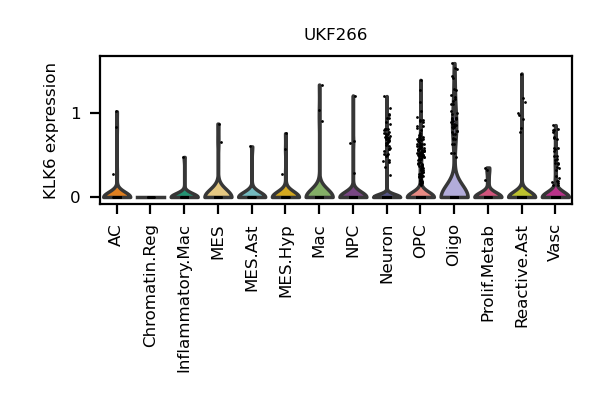 UKF266
KLK6 expression
1
0
AC
Chromatin.Reg
Inflammatory.Mac
MES
MES.Ast
MES.Hyp
Mac
NPC
Neuron
OPC
Oligo
Prolif.Metab
Reactive.Ast
Vasc